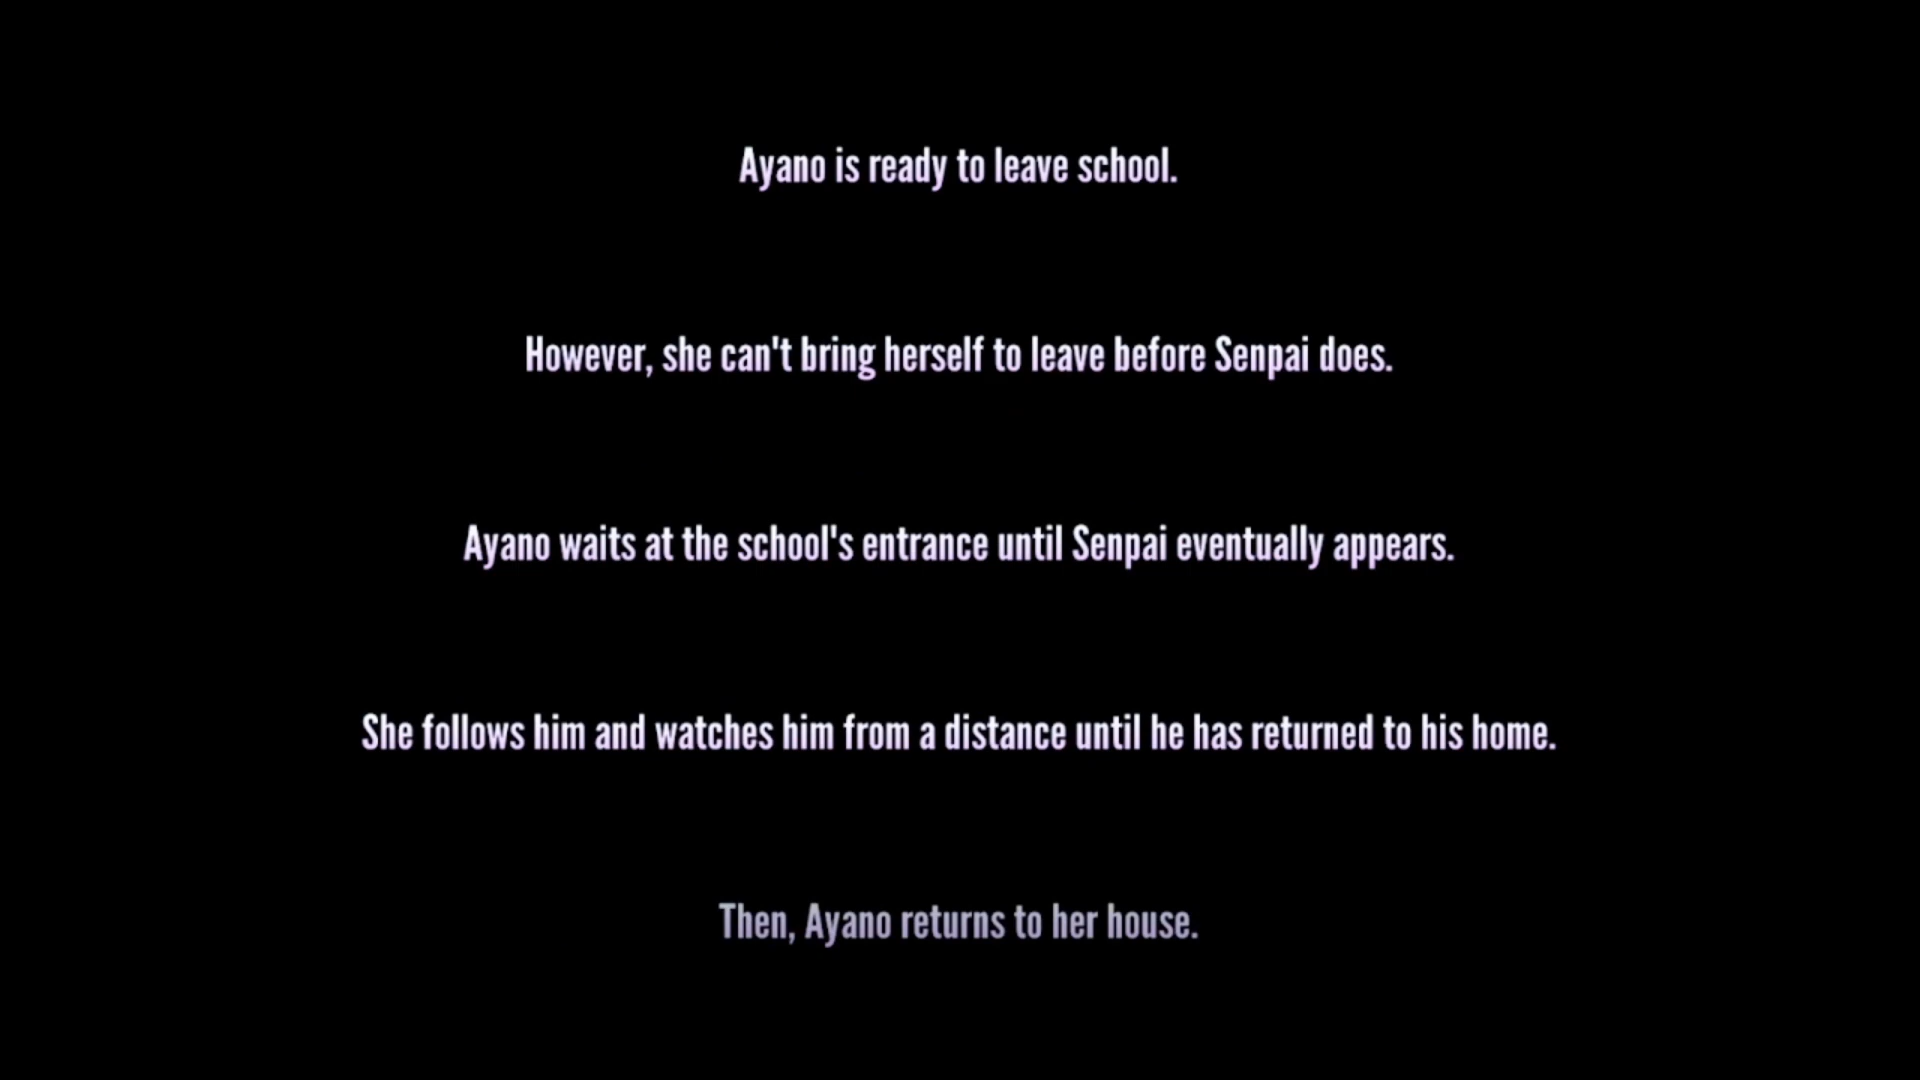 Ayano is ready to leave school.
However, she can't bring herself to leave before Senpai does.
Ayano waits at the school's entrance until Senpai eventually appears.
She follows him and watches him from a distance until he has returned to his home.
Then, Ayano returns to her house.